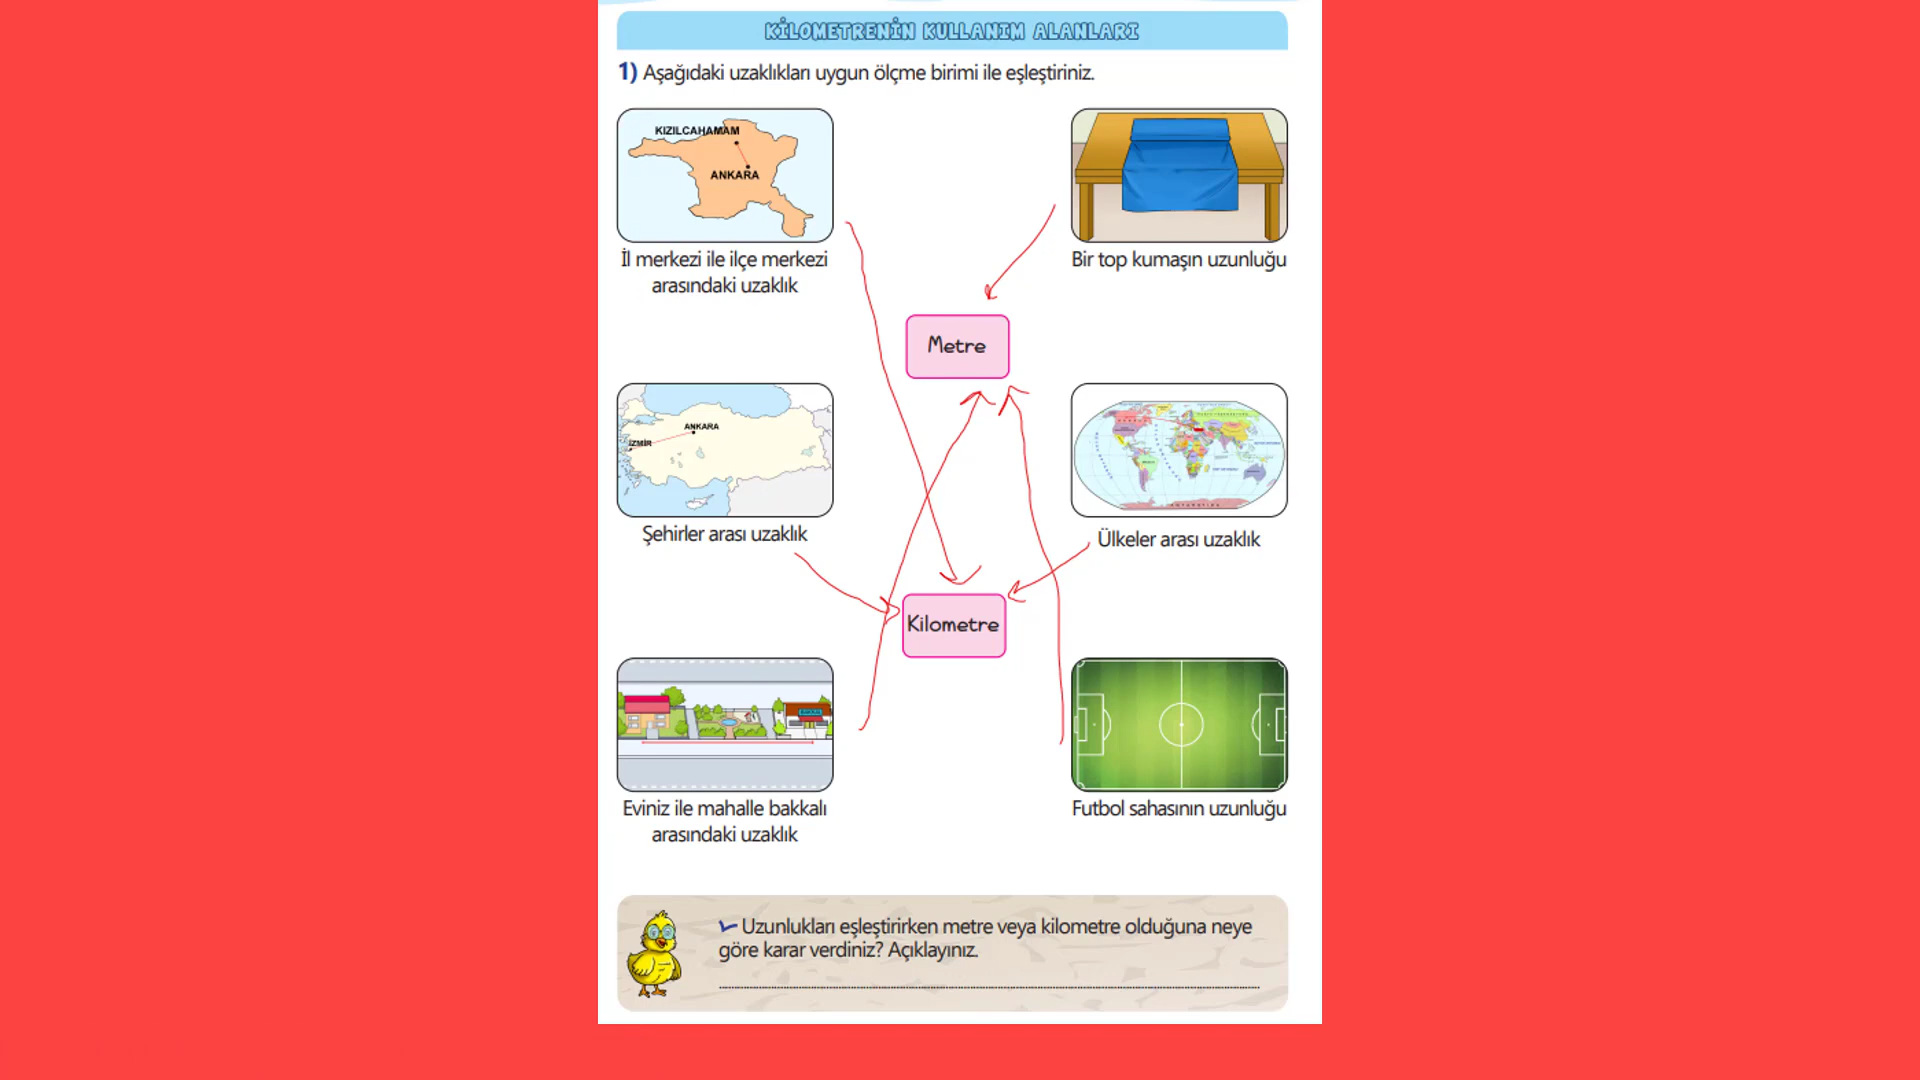 KİLOMETRENİN KULLANIM ALANLARI
1) Aşağıdaki uzaklıkları uygun ölçme birimi ile eşleştiriniz.
KIZILCAHAMAM
ANKARA
İl merkezi ile ilçe merkezi
arasındaki uzaklık
Bir top kumaşın uzunluğu
Metre
ANKARA
İZMİR
Şehirler arası uzaklık
Ülkeler arası uzaklık
Kilometre
Eviniz ile mahalle bakkalı
arasındaki uzaklık
Futbol sahasının uzunluğu
Uzunlukları eşleştirirken metre veya kilometre olduğuna neye
göre karar verdiniz? Açıklayınız.